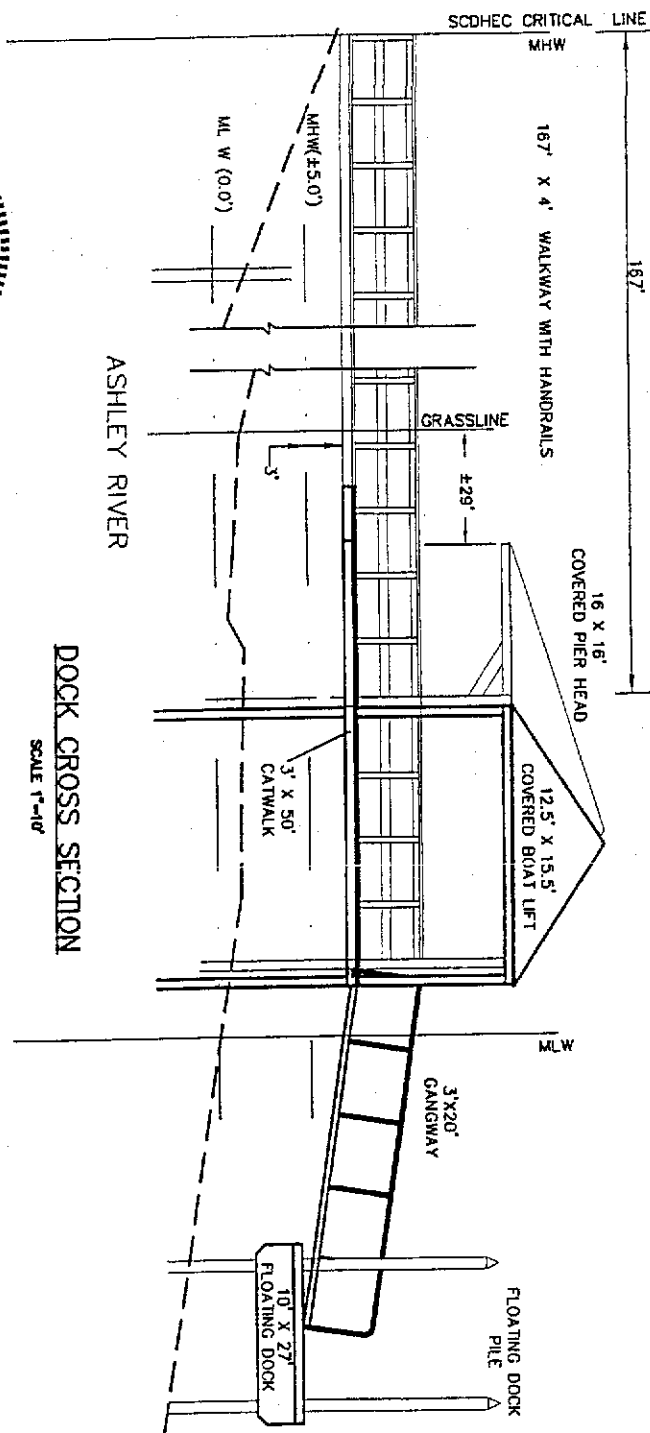 SCDHEC CRITICAL LINE
MHW
167'
167' X 4' WALKWAY WITH HANDRAILS
MHW(±5.0')
ML W (0.0')
GRASSLINE
±29'
3'
ASHLEY RIVER
16 X 16'
COVERED PIER HEAD
12.5' X 15.5'
COVERED BOAT LIFT
3' X 50'
CATWALK
DOCK CROSS SECTION
SCALE 1"=10'
MLW
3'X20'
GANGWAY
10' X 27'
FLOATING DOCK
FLOATING DOCK
PILE